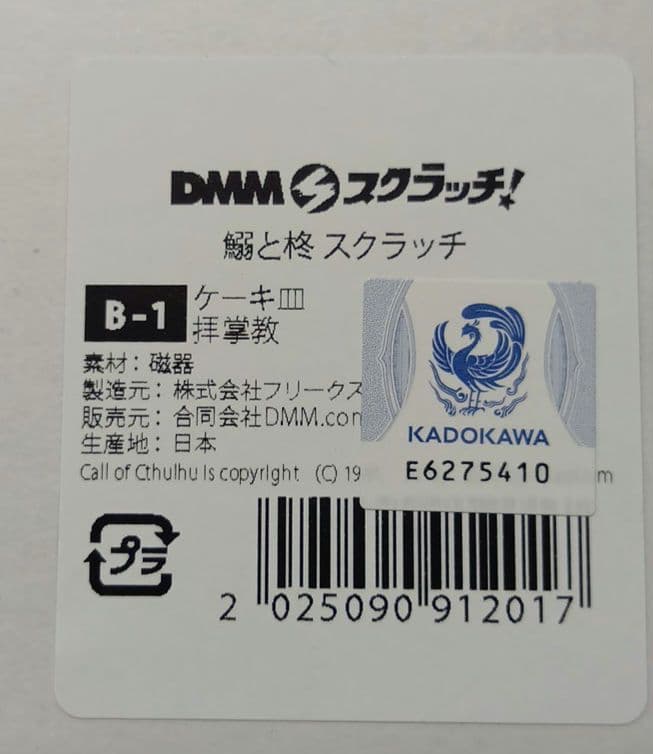 DMMスクラッチ!
鰯と柊 スクラッチ
B-1
ケーキ皿
拝掌教
素材：磁器
製造元：株式会社フリークス
販売元：合同会社DMM.com
生産地：日本
Call of Cthulhu is copyright (C) 19
KADOKAWA
E6275410
m
プラ
2 025090 912017